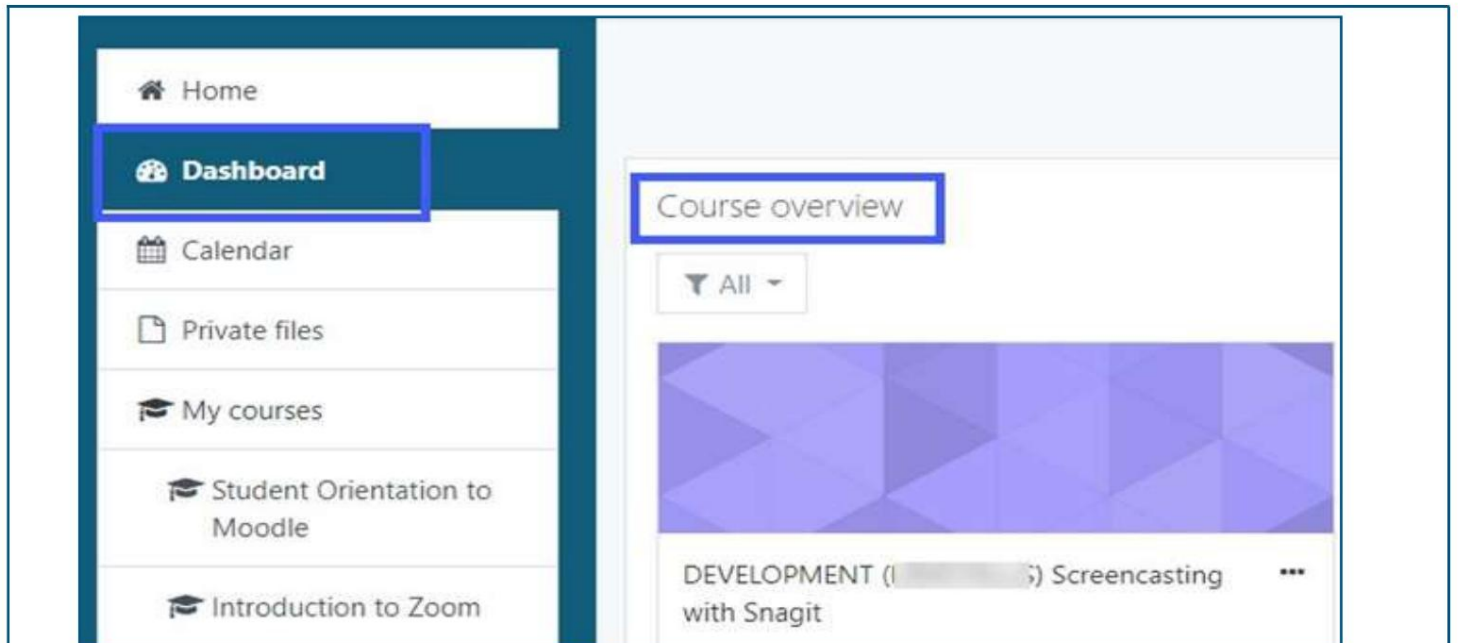 Home
Dashboard
Calendar
Private files
My courses
Student Orientation to
Moodle
Introduction to Zoom
Course overview
All
DEVELOPMENT ( ) Screencasting
with Snagit